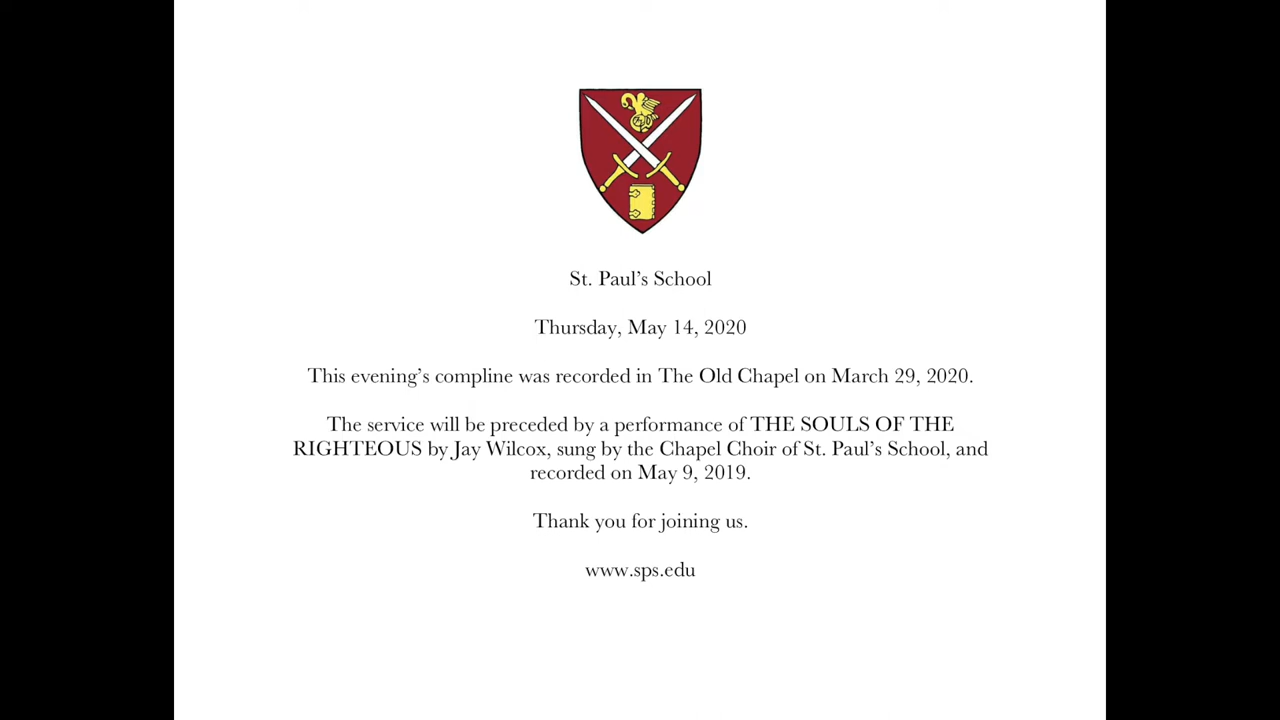 St. Paul’s School
Thursday, May 14, 2020
This evening’s compline was recorded in The Old Chapel on March 29, 2020.
The service will be preceded by a performance of THE SOULS OF THE
RIGHTEOUS by Jay Wilcox, sung by the Chapel Choir of St. Paul’s School, and
recorded on May 9, 2019.
Thank you for joining us.
www.sps.edu